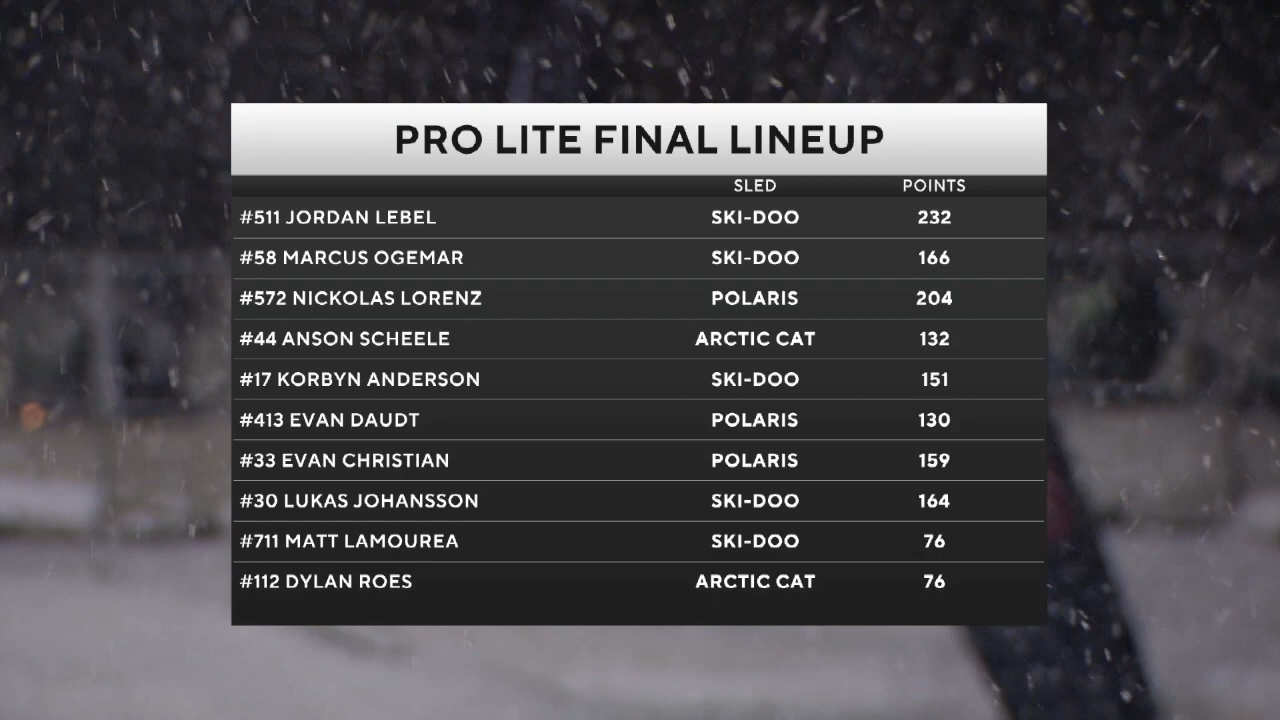 PRO LITE FINAL LINEUP
SLED POINTS
#511 JORDAN LEBEL SKI-DOO 232
#58 MARCUS OGEMAR SKI-DOO 166
#572 NICKOLAS LORENZ POLARIS 204
#44 ANSON SCHEELE ARCTIC CAT 132
#17 KORBYN ANDERSON SKI-DOO 151
#413 EVAN DAUDT POLARIS 130
#33 EVAN CHRISTIAN POLARIS 159
#30 LUKAS JOHANSSON SKI-DOO 164
#711 MATT LAMOUREA SKI-DOO 76
#112 DYLAN ROES ARCTIC CAT 76